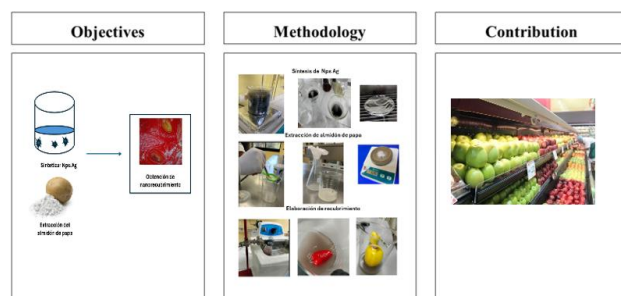 Objectives
Methodology
Contribution
Síntesis de Nps Ag
Sintetizar Nps Ag
Obtención de
nanorecubrimiento
Extracción del
almidón de papa
Extracción de almidón de papa
Elaboración de recubrimiento